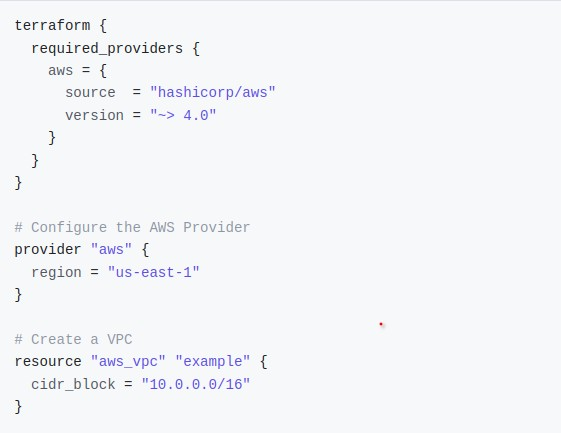 terraform {
  required_providers {
    aws = {
      source  = "hashicorp/aws"
      version = "~> 4.0"
    }
  }
}

# Configure the AWS Provider
provider "aws" {
  region = "us-east-1"
}

# Create a VPC
resource "aws_vpc" "example" {
  cidr_block = "10.0.0.0/16"
}